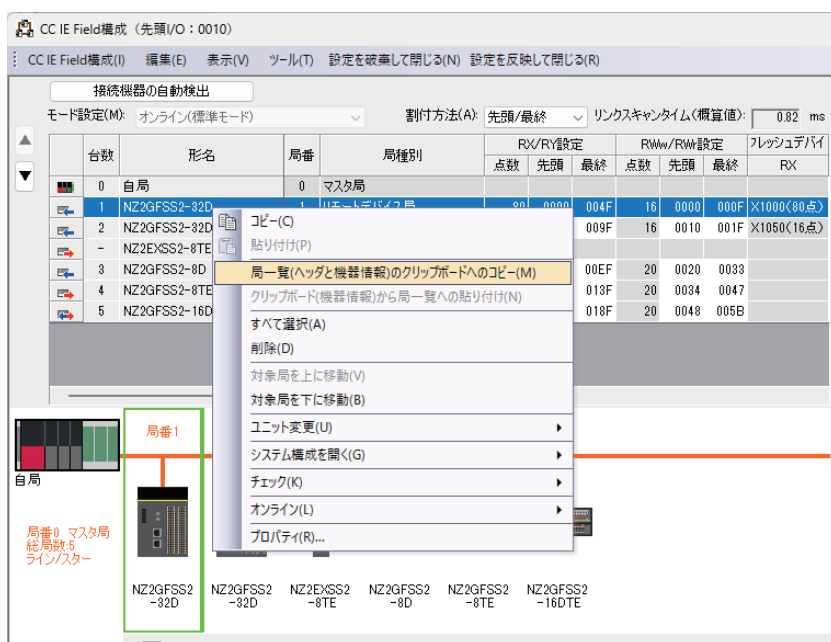 CC IE Field構成（先頭I/O：0010）
CC IE Field構成(I) 編集(E) 表示(V) ツール(T) 設定を破棄して閉じる(N) 設定を反映して閉じる(R)
接続機器の自動検出
モード設定(M): オンライン(標準モード) 割付方法(A): 先頭/最終 リンクスキャンタイム(概算値): 0.82 ms
台数 形名 局番 局種別 RX/RY設定 RWw/RWr設定 フレッシュデバイ
点数 先頭 最終 点数 先頭 最終 RX
0 自局 0 マスタ局
1 NZ2GFSS2-32D 1 リモートデバイス局 80 0000 004F 16 0000 000F X1000(80点)
2 NZ2GFSS2-32D 009F 16 0010 001F X1050(16点)
- NZ2EXSS2-8TE
3 NZ2GFSS2-8D 00EF 20 0020 0033
4 NZ2GFSS2-8TE 013F 20 0034 0047
5 NZ2GFSS2-16D 018F 20 0048 005B
コピー(C)
貼り付け(P)
局一覧(ヘッダと機器情報)のクリップボードへのコピー(M)
クリップボード(機器情報)から局一覧への貼り付け(N)
すべて選択(A)
削除(D)
対象局を上に移動(V)
対象局を下に移動(B)
ユニット変更(U)
システム構成を開く(G)
チェック(K)
オンライン(L)
プロパティ(R)...
局番1
自局
局番0 マスタ局
総局数:5
ライン/スター
NZ2GFSS2 NZ2GFSS2 NZ2EXSS2 NZ2GFSS2 NZ2GFSS2 NZ2GFSS2
-32D -32D -8TE -8D -8TE -16DTE